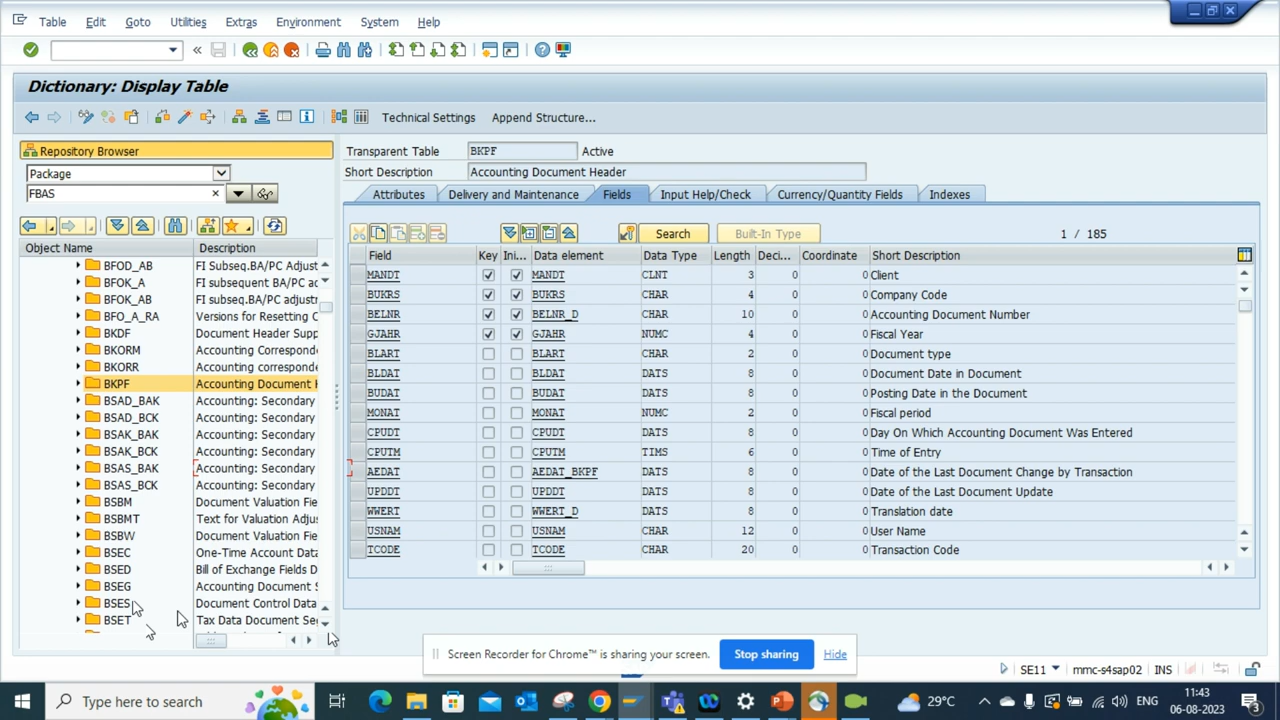 Table Edit Goto Utilities Extras Environment System Help
Dictionary: Display Table
Technical Settings Append Structure...
Repository Browser
Package
FBAS
Object Name Description
BFOD_AB FI Subseq.BA/PC Adjust
BFOK_A FI subsequent BA/PC ad
BFOK_AB FI subseq.BA/PC adjustr
BFO_A_RA Versions for Resetting C
BKDF Document Header Supp
BKORM Accounting Correspond
BKORR Accounting corresponde
BKPF Accounting Document H
BSAD_BAK Accounting: Secondary
BSAD_BCK Accounting: Secondary
BSAK_BAK Accounting: Secondary
BSAK_BCK Accounting: Secondary
BSAS_BAK Accounting: Secondary
BSAS_BCK Accounting: Secondary
BSBM Document Valuation Fie
BSBMT Text for Valuation Adjus
BSBW Document Valuation Fie
BSEC One-Time Account Data
BSED Bill of Exchange Fields D
BSEG Accounting Document S
BSES Document Control Data
BSET Tax Data Document Seg
Transparent Table BKPF Active
Short Description Accounting Document Header
Attributes Delivery and Maintenance Fields Input Help/Check Currency/Quantity Fields Indexes
Search Built-In Type 1 / 185
Field Key Ini... Data element Data Type Length Deci... Coordinate Short Description
MANDT MANDT CLNT 3 0 0 Client
BUKRS BUKRS CHAR 4 0 0 Company Code
BELNR BELNR_D CHAR 10 0 0 Accounting Document Number
GJAHR GJAHR NUMC 4 0 0 Fiscal Year
BLART BLART CHAR 2 0 0 Document type
BLDAT BLDAT DATS 8 0 0 Document Date in Document
BUDAT BUDAT DATS 8 0 0 Posting Date in the Document
MONAT MONAT NUMC 2 0 0 Fiscal period
CPUDT CPUDT DATS 8 0 0 Day On Which Accounting Document Was Entered
CPUTM CPUTM TIMS 6 0 0 Time of Entry
AEDAT AEDAT_BKPF DATS 8 0 0 Date of the Last Document Change by Transaction
UPDDT UPDDT DATS 8 0 0 Date of the Last Document Update
WWERT WWERT_D DATS 8 0 0 Translation date
USNAM USNAM CHAR 12 0 0 User Name
TCODE TCODE CHAR 20 0 0 Transaction Code
Screen Recorder for Chrome™ is sharing your screen. Stop sharing Hide
SE11 mmc-s4sap02 INS
Type here to search
29°C ENG 11:43
06-08-2023
3